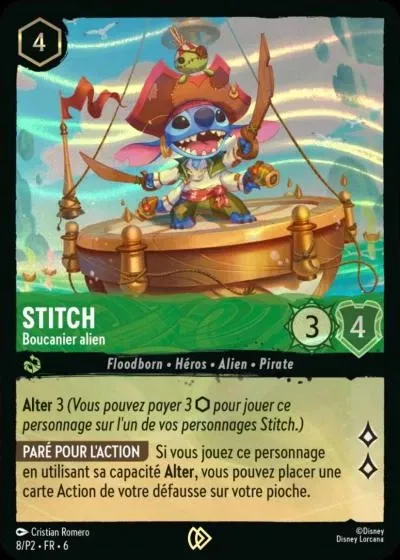 4
STITCH
Boucanier alien
3
4
Floodborn • Héros • Alien • Pirate
Alter 3 (Vous pouvez payer 3 ⬡ pour jouer ce
personnage sur l'un de vos personnages Stitch.)
PARÉ POUR L'ACTION Si vous jouez ce personnage
en utilisant sa capacité Alter, vous pouvez placer une
carte Action de votre défausse sur votre pioche.
Cristian Romero
8/P2 • FR • 6
©Disney
Disney Lorcana